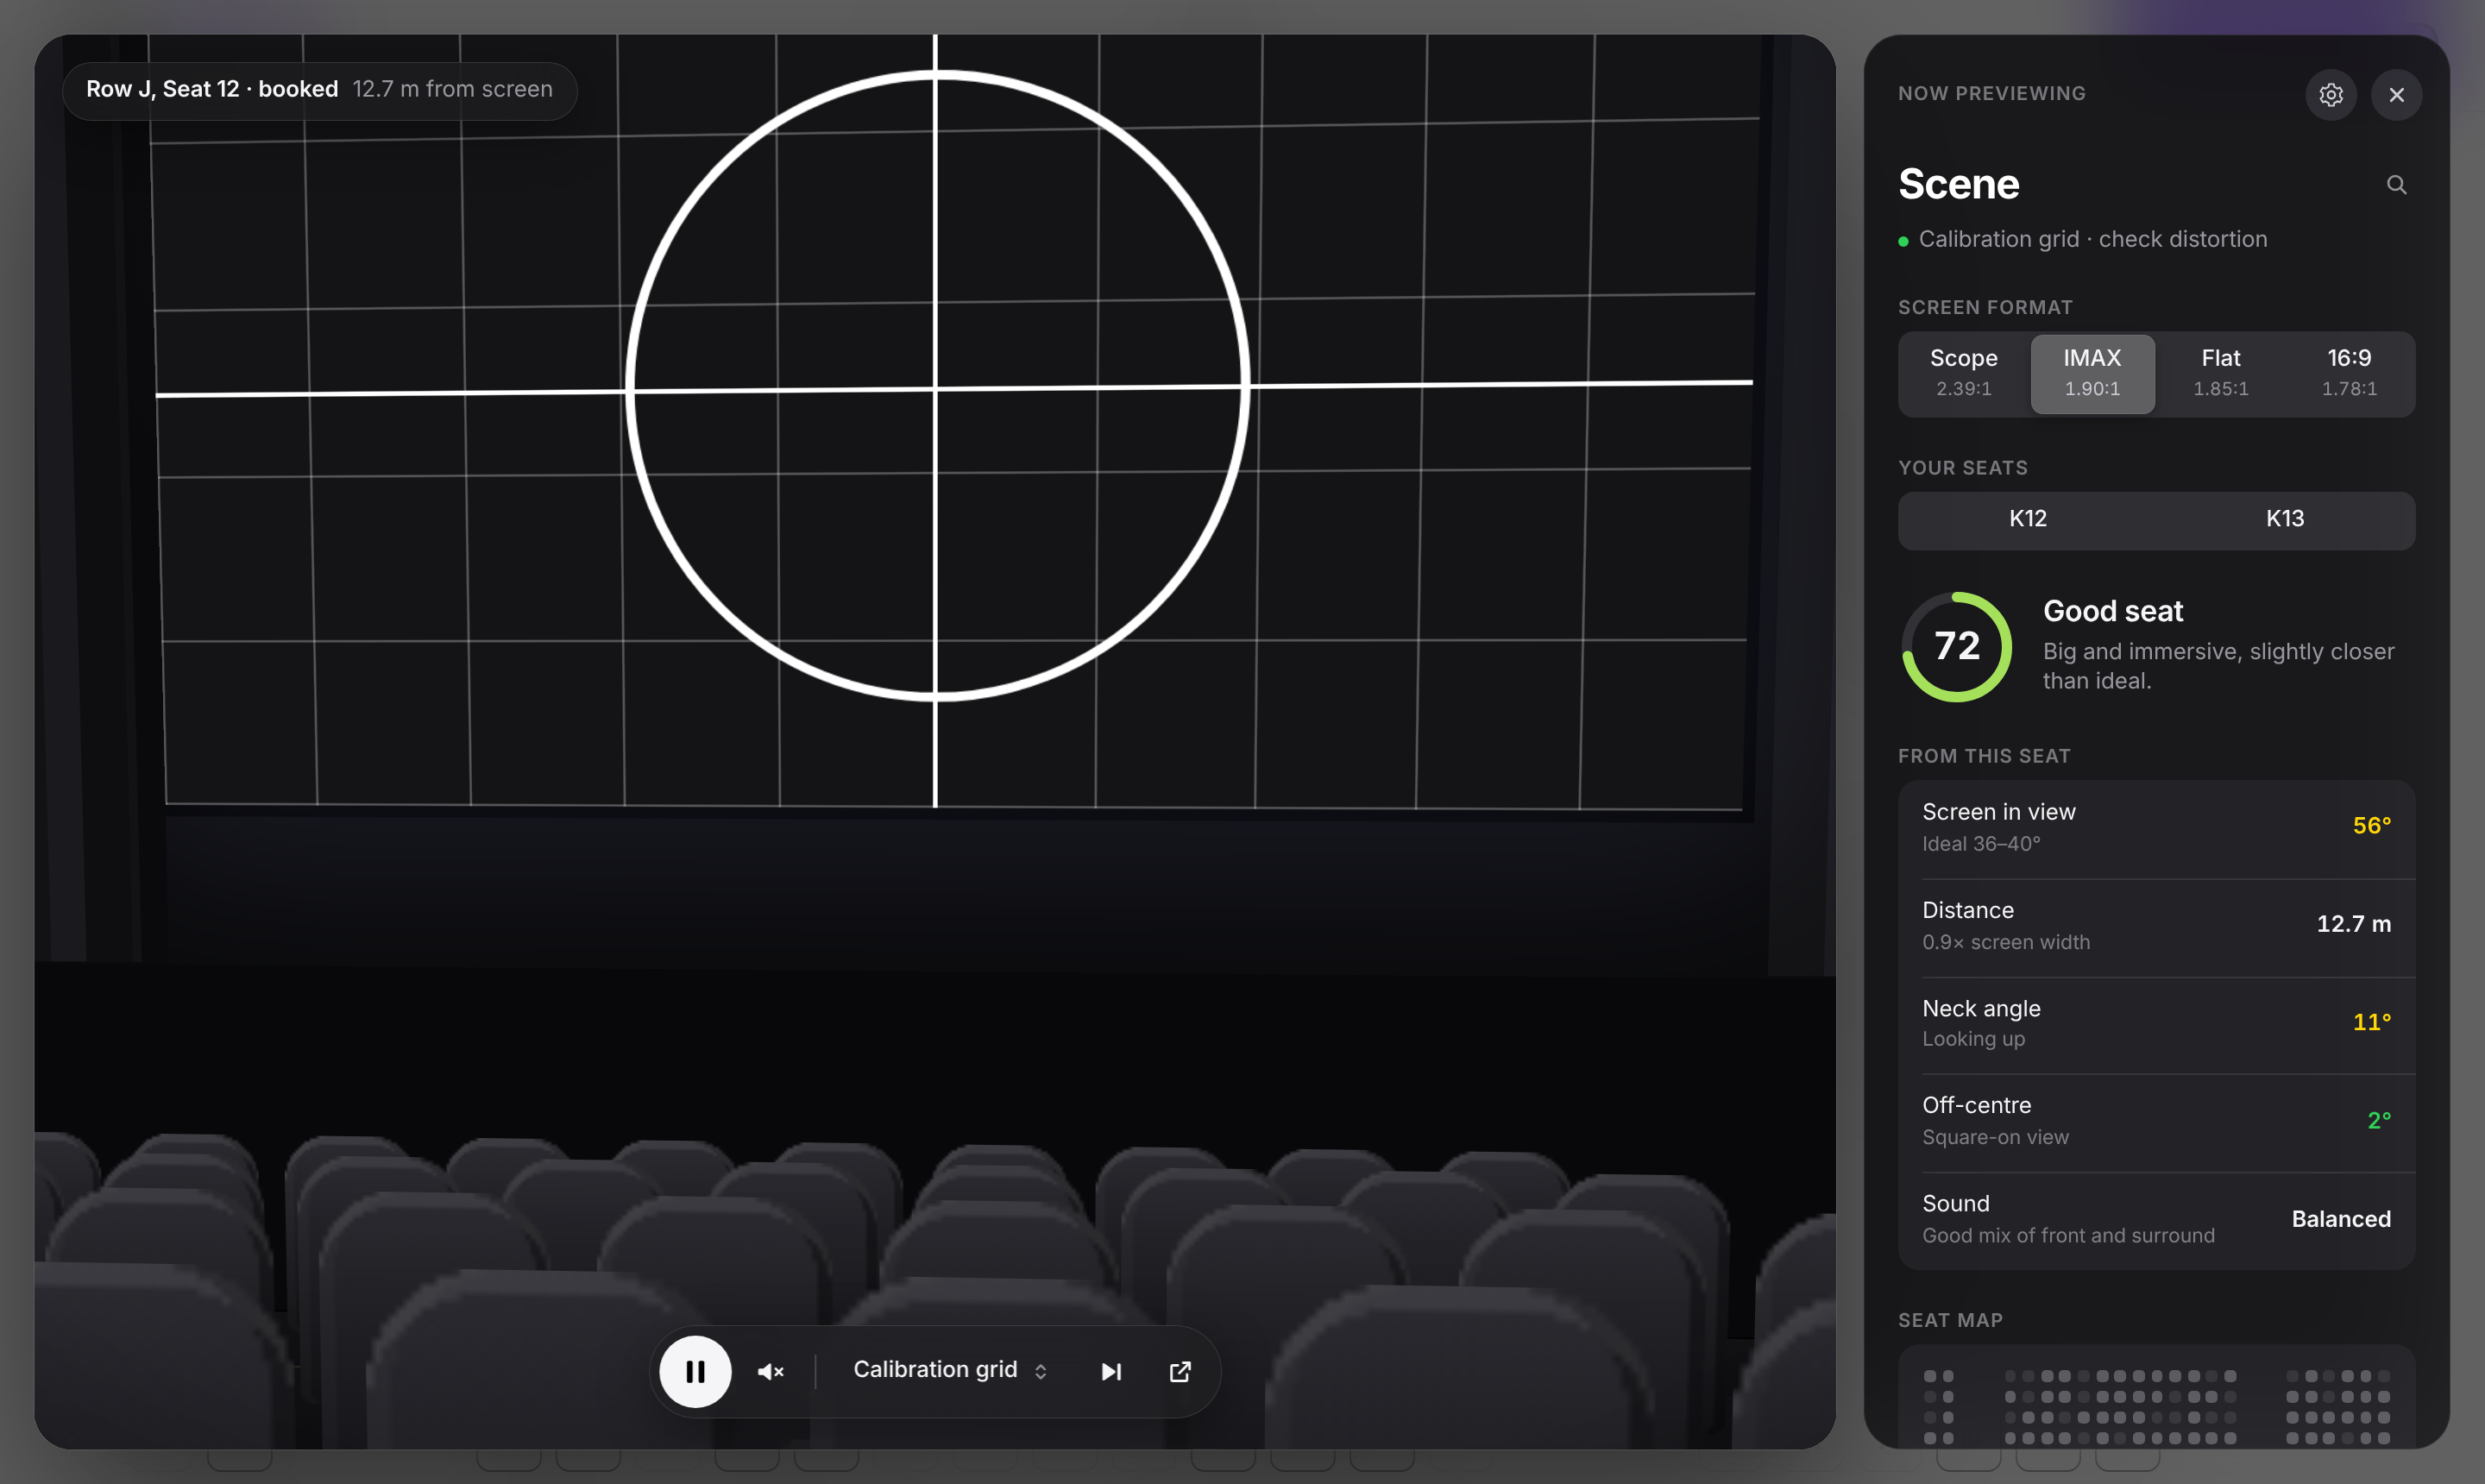 Row J, Seat 12 · booked 12.7 m from screen
Calibration grid
NOW PREVIEWING
Scene
Calibration grid · check distortion
SCREEN FORMAT
Scope IMAX Flat 16:9
2.39:1 1.90:1 1.85:1 1.78:1
YOUR SEATS
K12 K13
72
Good seat
Big and immersive, slightly closer
than ideal.
FROM THIS SEAT
Screen in view
Ideal 36–40°
56°
Distance
0.9× screen width
12.7 m
Neck angle
Looking up
11°
Off-centre
Square-on view
2°
Sound
Good mix of front and surround
Balanced
SEAT MAP